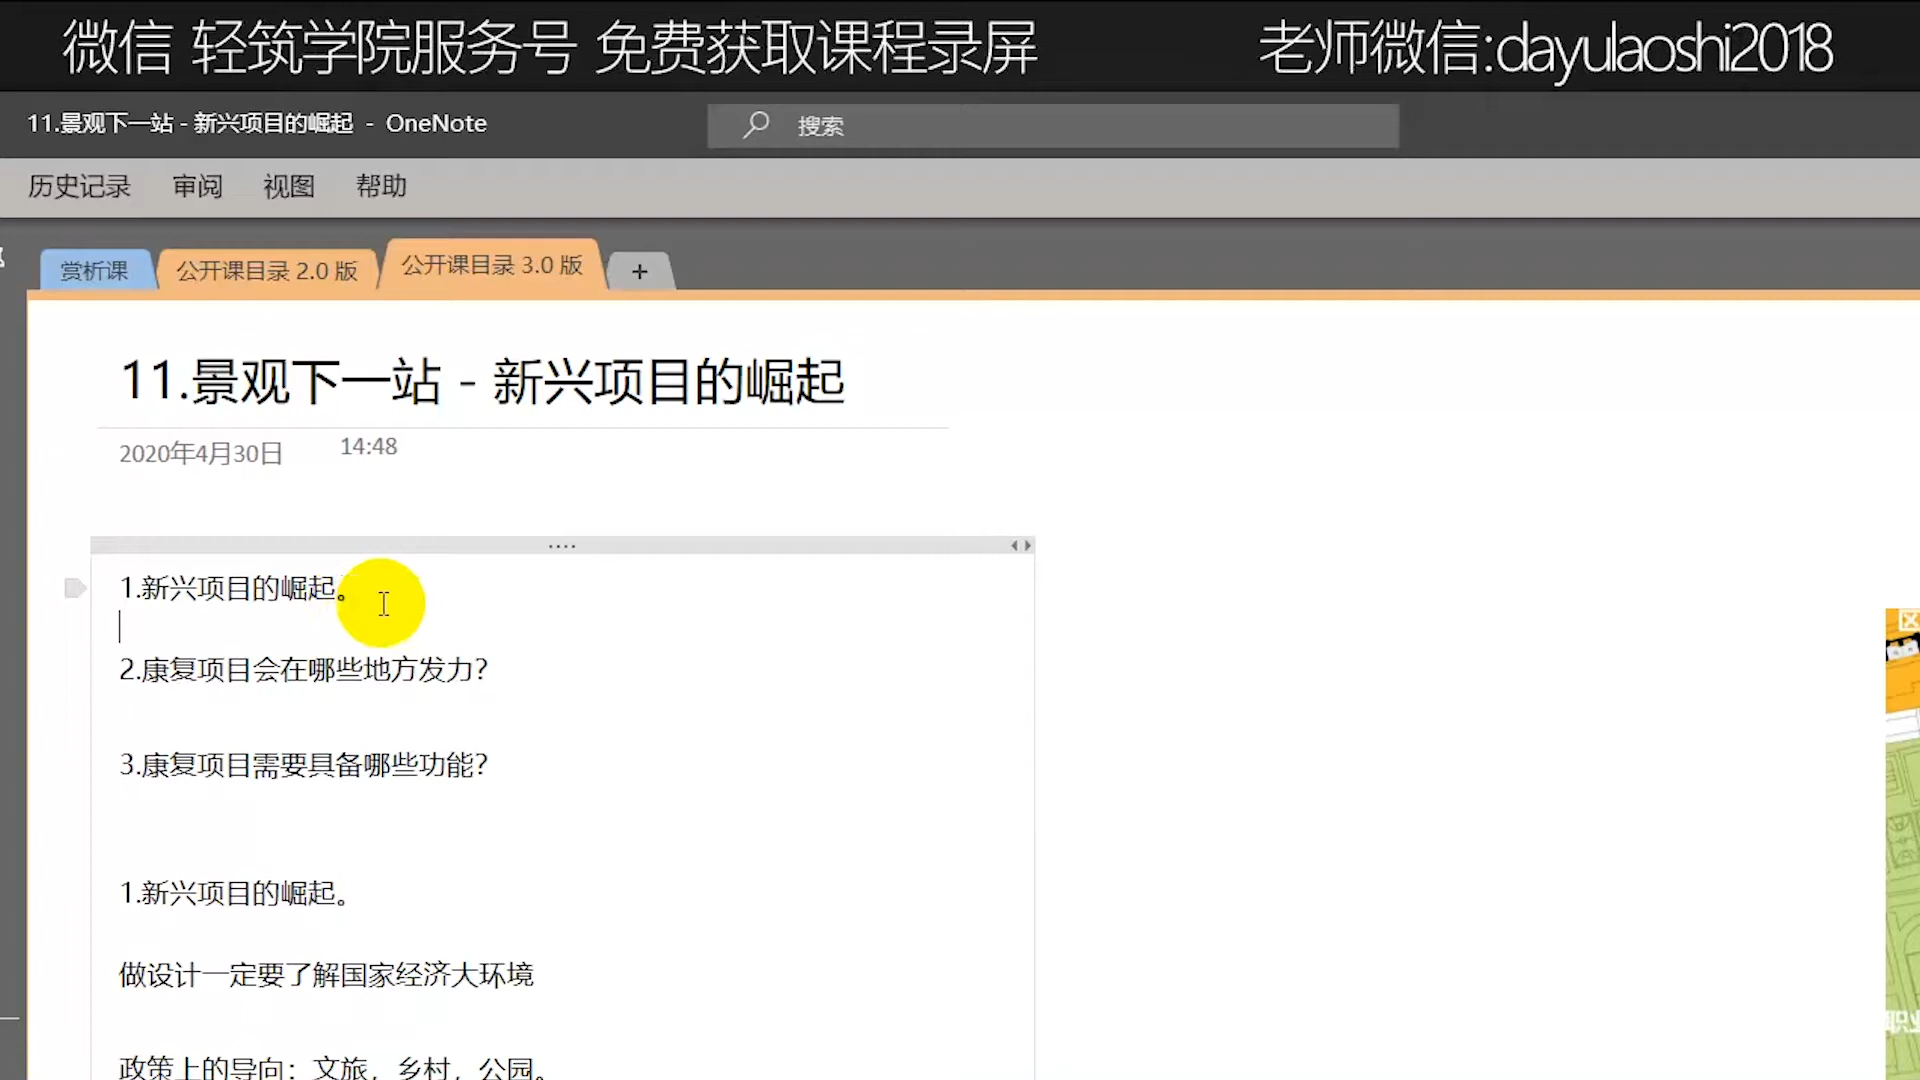 微信 轻筑学院服务号 免费获取课程录屏 老师微信:dayulaoshi2018
11.景观下一站 - 新兴项目的崛起 - OneNote 搜索
历史记录 审阅 视图 帮助
赏析课 公开课目录 2.0 版 公开课目录 3.0 版 +
11.景观下一站 - 新兴项目的崛起
2020年4月30日 14:48
1.新兴项目的崛起。
2.康复项目会在哪些地方发力?
3.康复项目需要具备哪些功能?
1.新兴项目的崛起。
做设计一定要了解国家经济大环境
政策上的导向：文旅，乡村，公园。